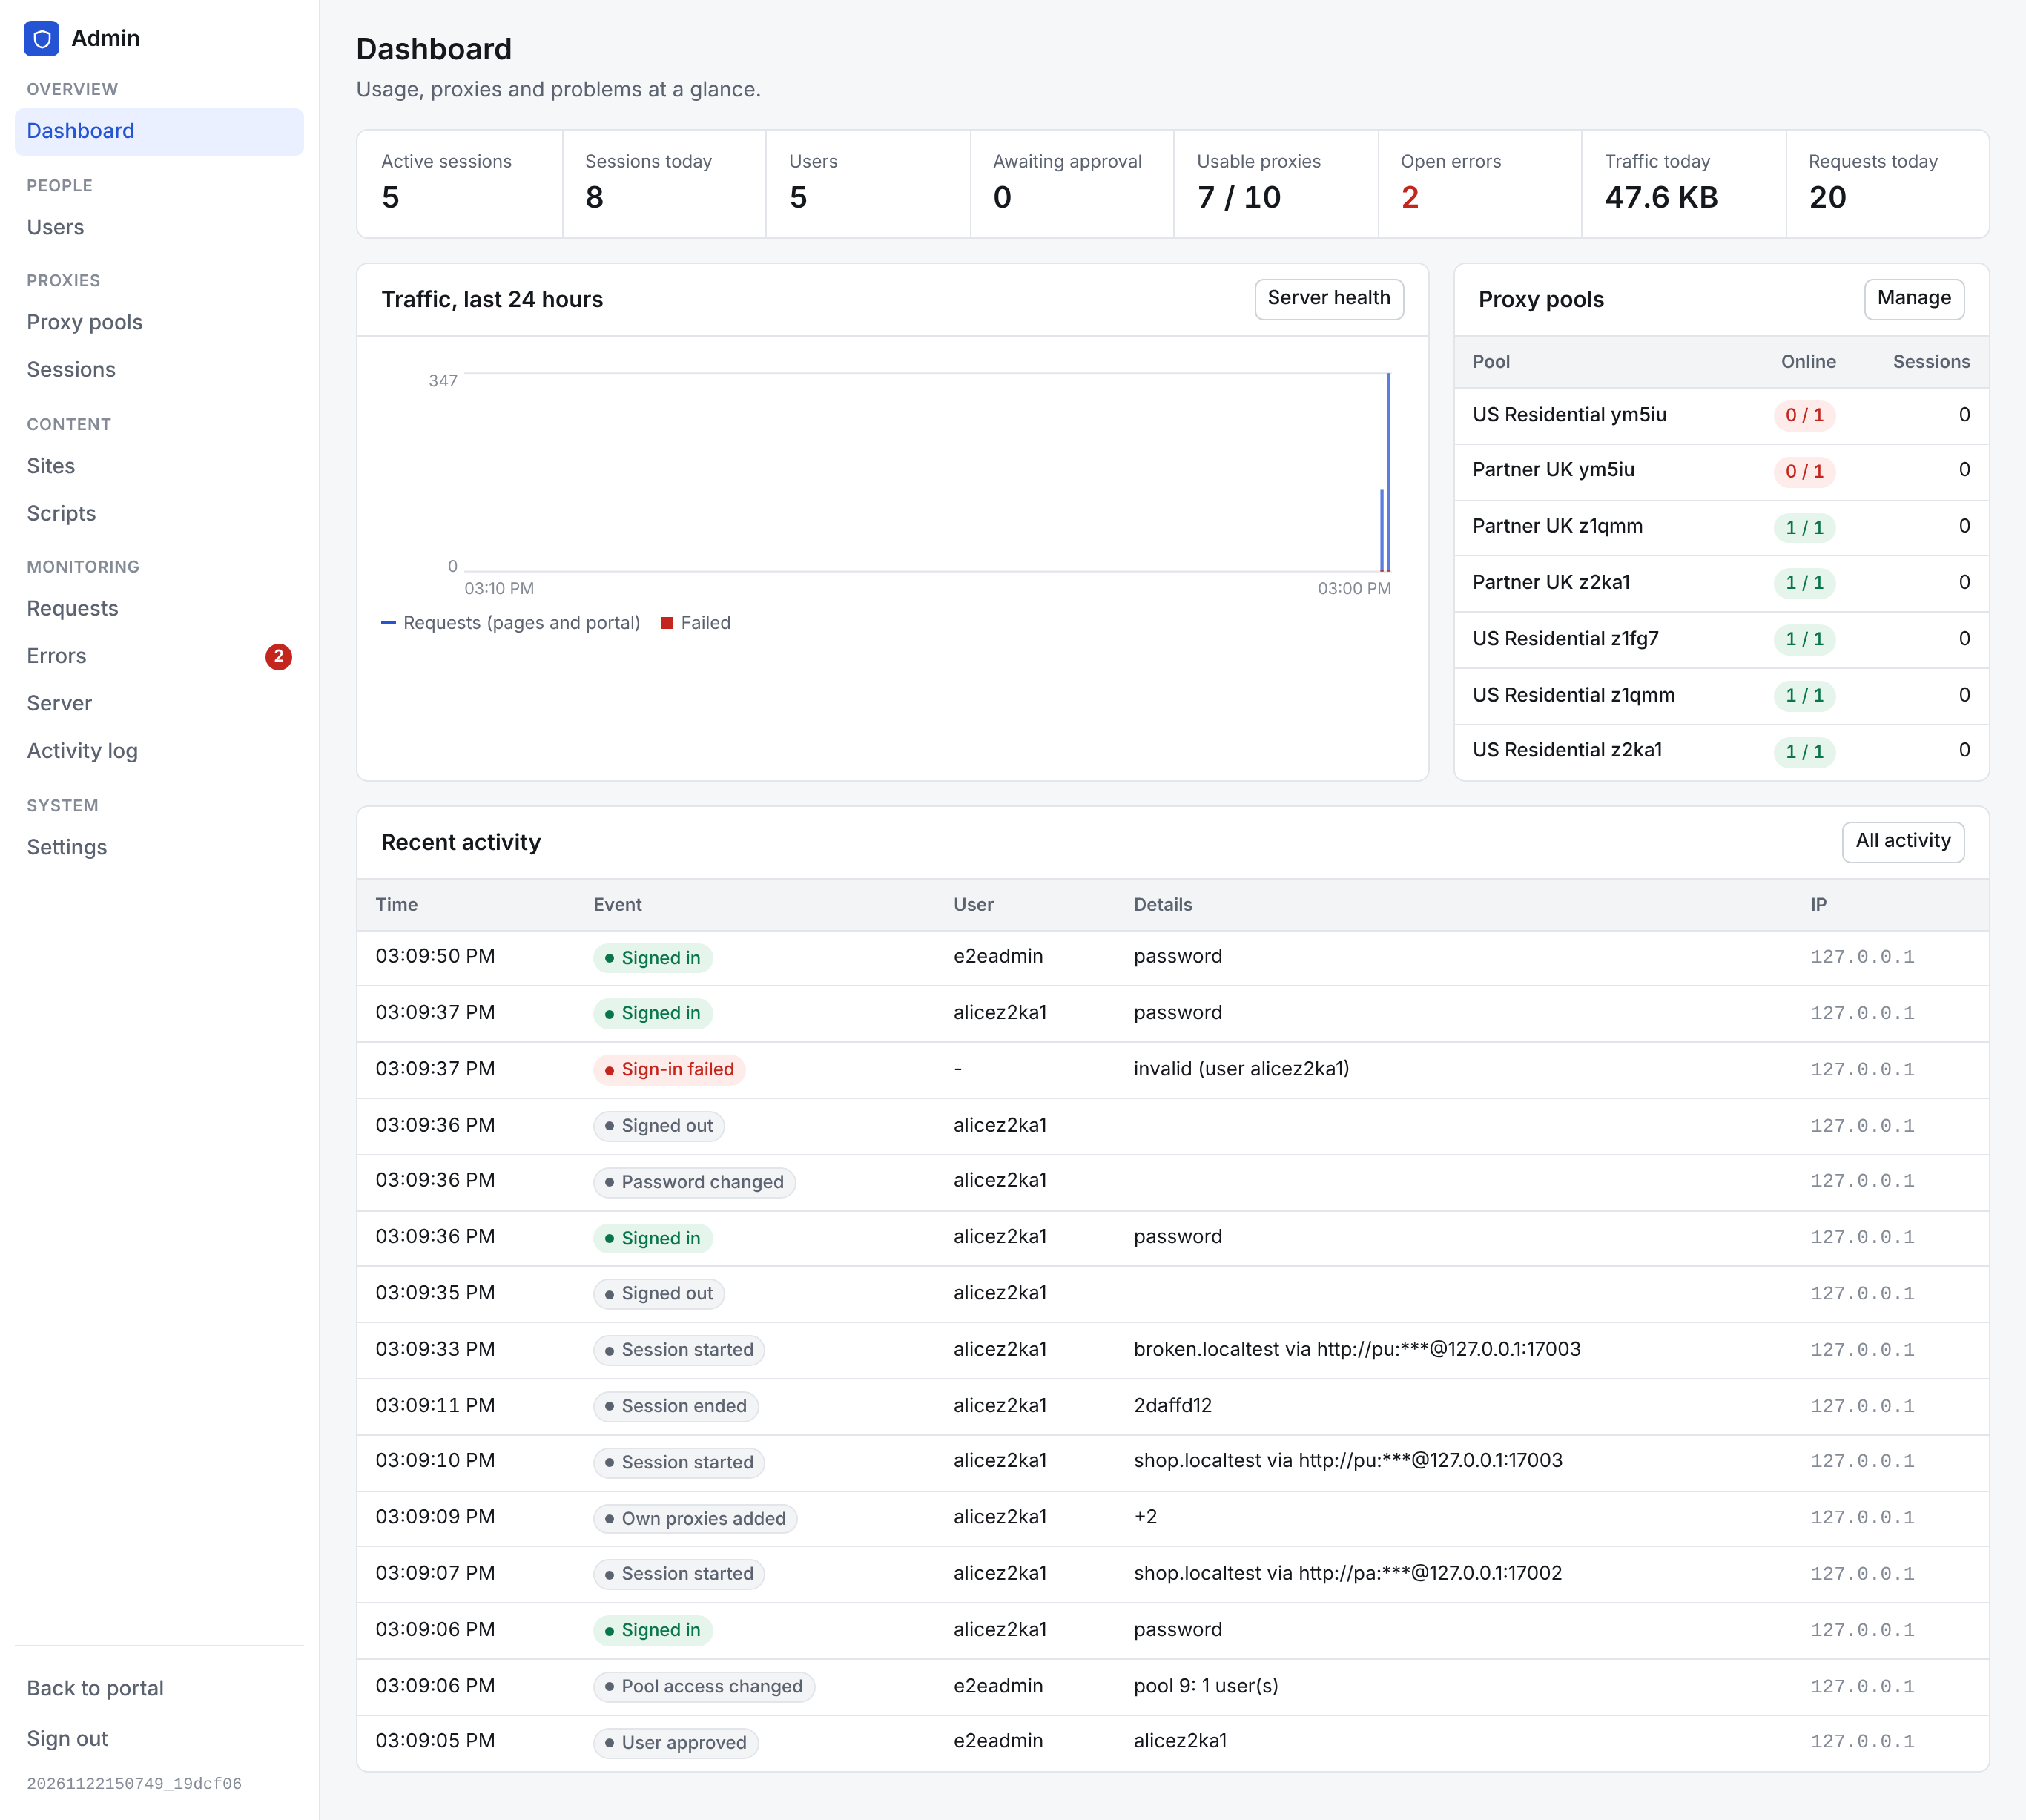 Admin
OVERVIEW
Dashboard
PEOPLE
Users
PROXIES
Proxy pools
Sessions
CONTENT
Sites
Scripts
MONITORING
Requests
Errors 2
Server
Activity log
SYSTEM
Settings
Back to portal
Sign out
20261122150749_19dcf06
Dashboard
Usage, proxies and problems at a glance.
Active sessions
5
Sessions today
8
Users
5
Awaiting approval
0
Usable proxies
7 / 10
Open errors
2
Traffic today
47.6 KB
Requests today
20
Traffic, last 24 hours Server health
347
0
03:10 PM 03:00 PM
Requests (pages and portal) Failed
Proxy pools Manage
Pool Online Sessions
US Residential ym5iu 0 / 1 0
Partner UK ym5iu 0 / 1 0
Partner UK z1qmm 1 / 1 0
Partner UK z2ka1 1 / 1 0
US Residential z1fg7 1 / 1 0
US Residential z1qmm 1 / 1 0
US Residential z2ka1 1 / 1 0
Recent activity All activity
Time Event User Details IP
03:09:50 PM Signed in e2eadmin password 127.0.0.1
03:09:37 PM Signed in alicez2ka1 password 127.0.0.1
03:09:37 PM Sign-in failed - invalid (user alicez2ka1) 127.0.0.1
03:09:36 PM Signed out alicez2ka1 127.0.0.1
03:09:36 PM Password changed alicez2ka1 127.0.0.1
03:09:36 PM Signed in alicez2ka1 password 127.0.0.1
03:09:35 PM Signed out alicez2ka1 127.0.0.1
03:09:33 PM Session started alicez2ka1 broken.localtest via http://pu:***@127.0.0.1:17003 127.0.0.1
03:09:11 PM Session ended alicez2ka1 2daffd12 127.0.0.1
03:09:10 PM Session started alicez2ka1 shop.localtest via http://pu:***@127.0.0.1:17003 127.0.0.1
03:09:09 PM Own proxies added alicez2ka1 +2 127.0.0.1
03:09:07 PM Session started alicez2ka1 shop.localtest via http://pa:***@127.0.0.1:17002 127.0.0.1
03:09:06 PM Signed in alicez2ka1 password 127.0.0.1
03:09:06 PM Pool access changed e2eadmin pool 9: 1 user(s) 127.0.0.1
03:09:05 PM User approved e2eadmin alicez2ka1 127.0.0.1